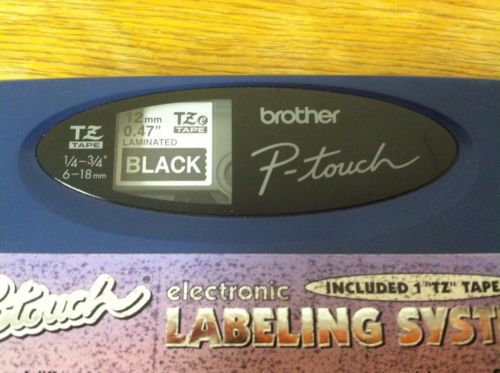 TZ
TAPE
1/4-3/4"
6-18mm
12mm
0.47"
LAMINATED
TZe
TAPE
BLACK
brother
P-touch
P-touch®
electronic
INCLUDED 1 "TZ" TAPE
LABELING SYST